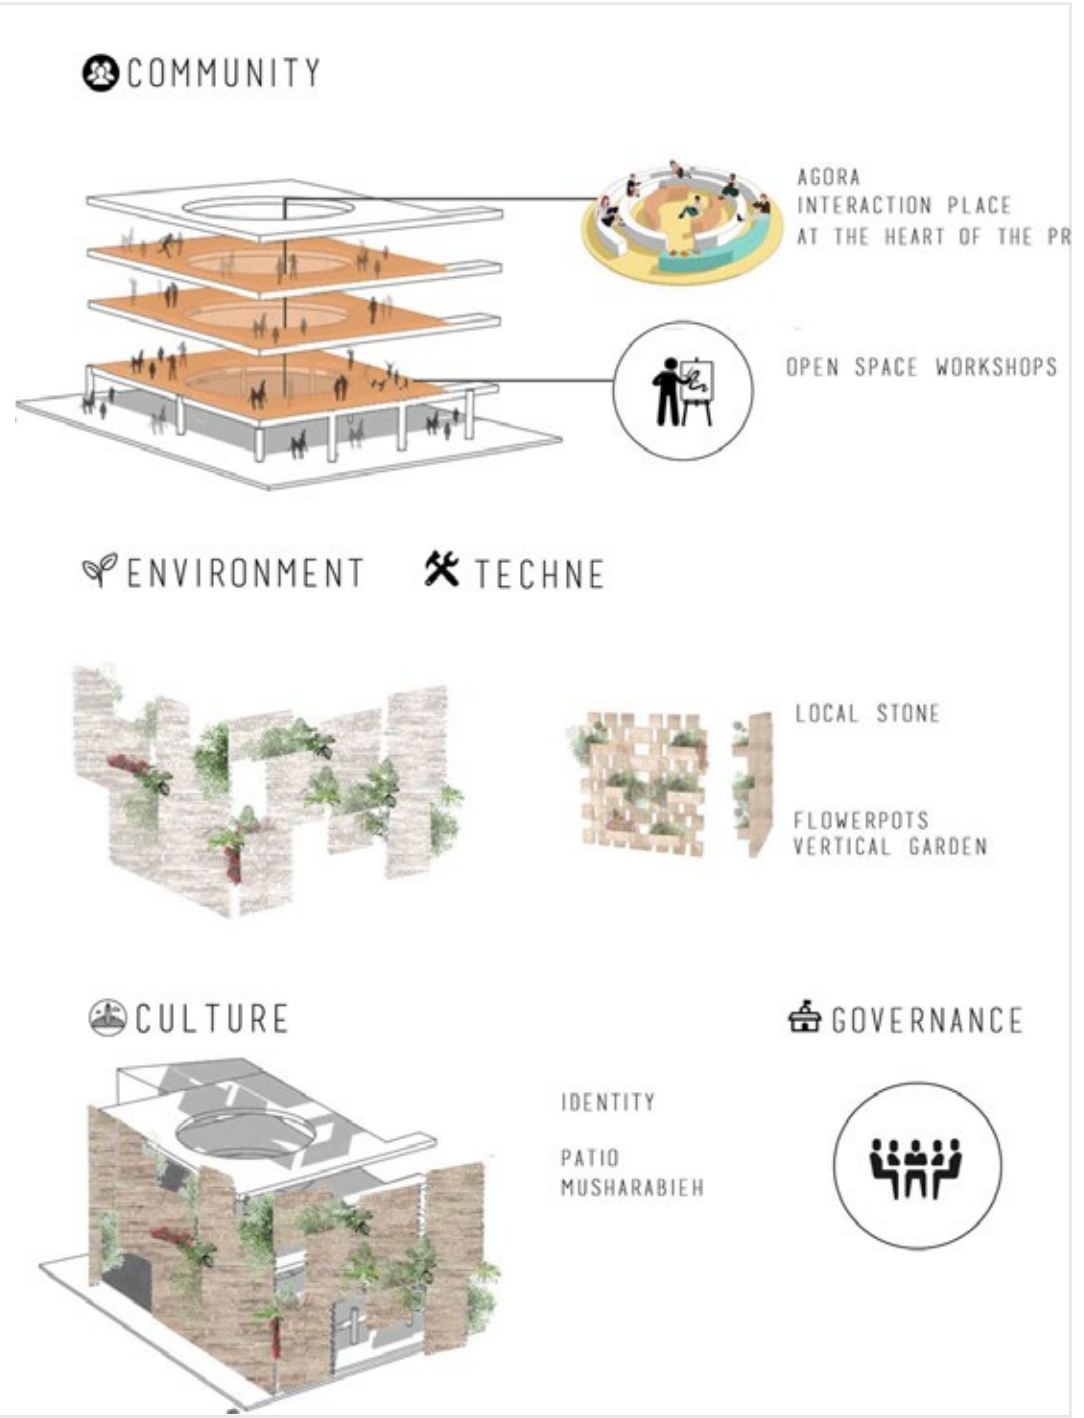 COMMUNITY
AGORA
INTERACTION PLACE
AT THE HEART OF THE PR
OPEN SPACE WORKSHOPS
ENVIRONMENT
TECHNE
LOCAL STONE
FLOWERPOTS
VERTICAL GARDEN
CULTURE
GOVERNANCE
IDENTITY
PATIO
MUSHARABIEH